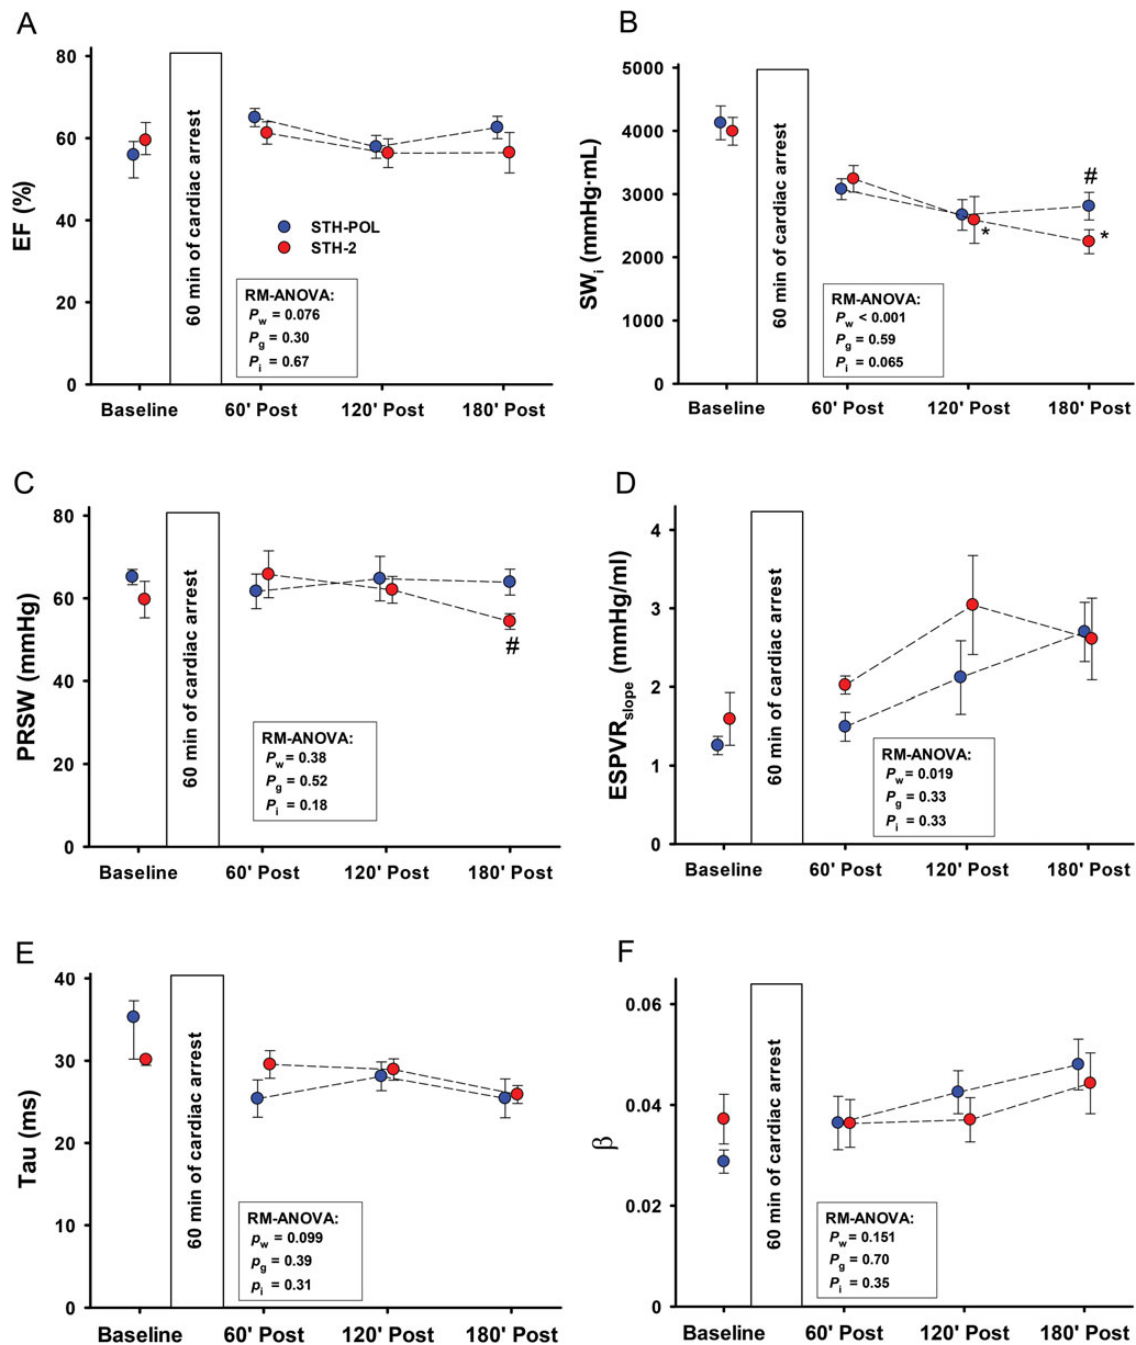 A
80
60
40
20
0
EF (%)
60 min of cardiac arrest
STH-POL
STH-2
RM-ANOVA:
Pw = 0.076
Pg = 0.30
Pi = 0.67
Baseline 60' Post 120' Post 180' Post
B
5000
4000
3000
2000
1000
0
SWi (mmHg·mL)
60 min of cardiac arrest
#
*
*
RM-ANOVA:
Pw < 0.001
Pg = 0.59
Pi = 0.065
Baseline 60' Post 120' Post 180' Post
C
80
60
40
20
0
PRSW (mmHg)
60 min of cardiac arrest
#
RM-ANOVA:
Pw = 0.38
Pg = 0.52
Pi = 0.18
Baseline 60' Post 120' Post 180' Post
D
4
3
2
1
0
ESPVRslope (mmHg/ml)
60 min of cardiac arrest
RM-ANOVA:
Pw = 0.019
Pg = 0.33
Pi = 0.33
Baseline 60' Post 120' Post 180' Post
E
40
30
20
10
0
Tau (ms)
60 min of cardiac arrest
RM-ANOVA:
pw = 0.099
pg = 0.39
pi = 0.31
Baseline 60' Post 120' Post 180' Post
F
0.06
0.04
0.02
0
β
60 min of cardiac arrest
RM-ANOVA:
Pw = 0.151
Pg = 0.70
Pi = 0.35
Baseline 60' Post 120' Post 180' Post